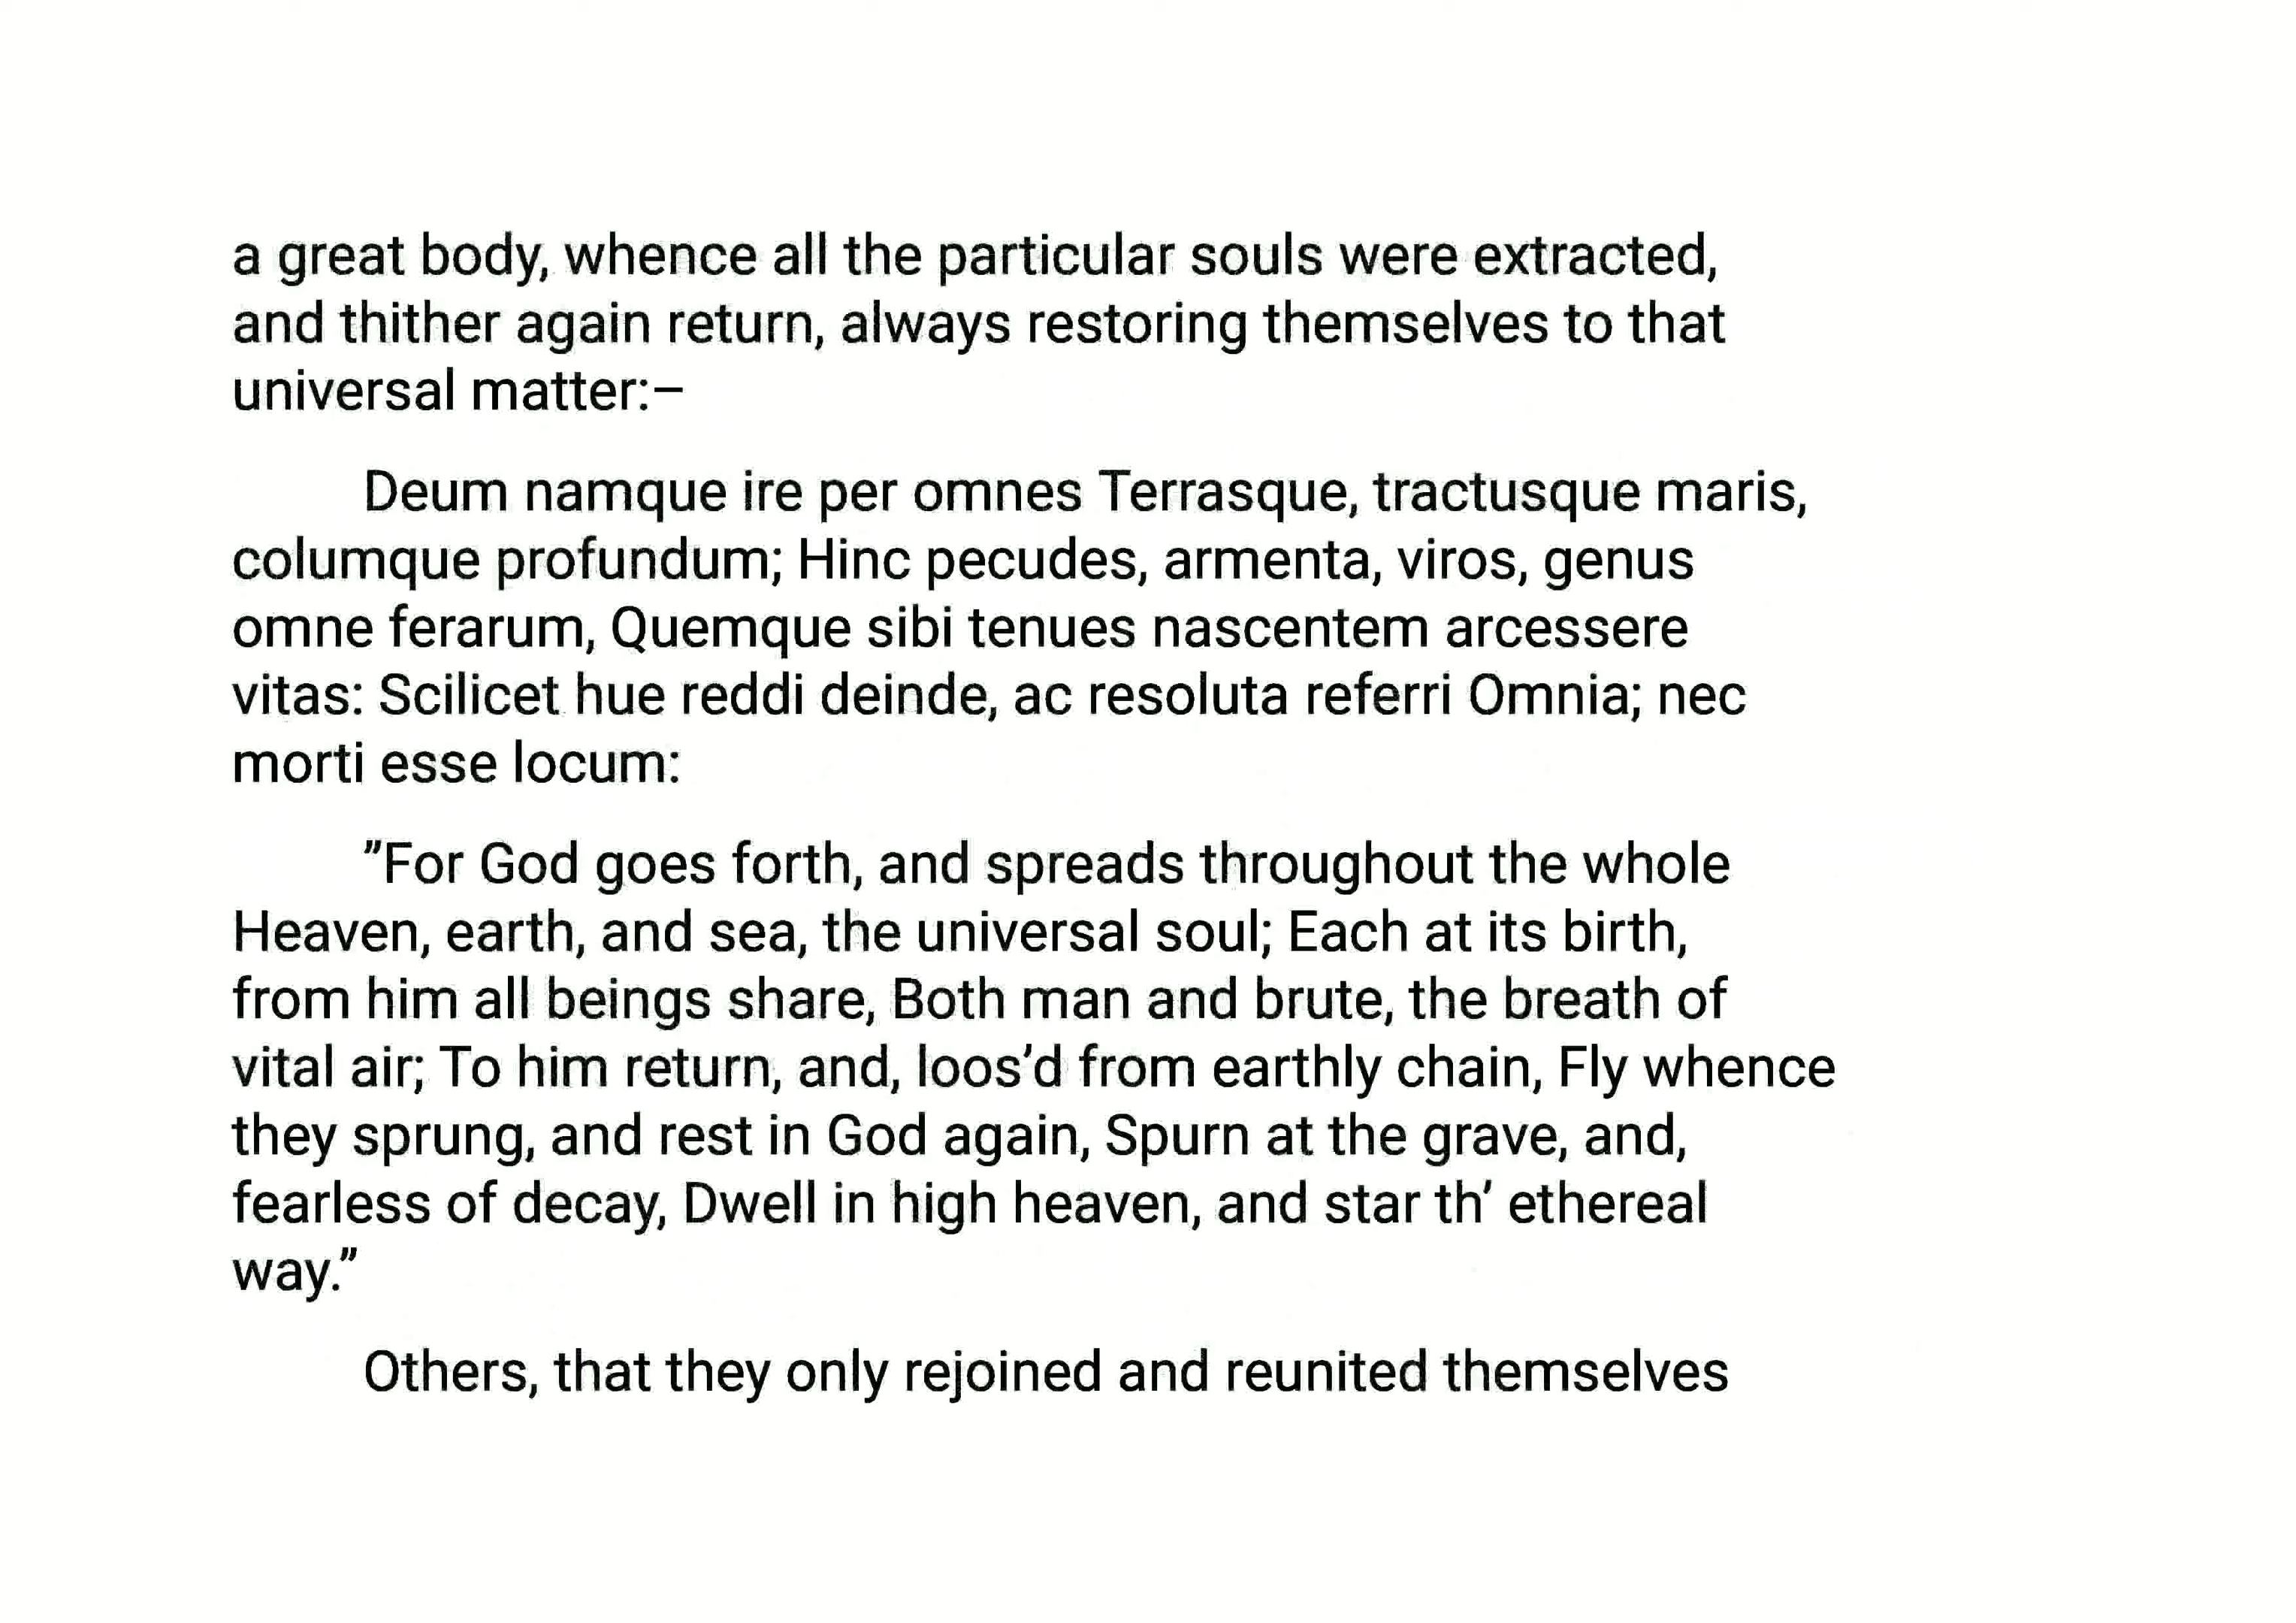 a great body, whence all the particular souls were extracted,
and thither again return, always restoring themselves to that
universal matter:–
Deum namque ire per omnes Terrasque, tractusque maris,
columque profundum; Hinc pecudes, armenta, viros, genus
omne ferarum, Quemque sibi tenues nascentem arcessere
vitas: Scilicet hue reddi deinde, ac resoluta referri Omnia; nec
morti esse locum:
”For God goes forth, and spreads throughout the whole
Heaven, earth, and sea, the universal soul; Each at its birth,
from him all beings share, Both man and brute, the breath of
vital air; To him return, and, loos’d from earthly chain, Fly whence
they sprung, and rest in God again, Spurn at the grave, and,
fearless of decay, Dwell in high heaven, and star th’ ethereal
way.”
Others, that they only rejoined and reunited themselves